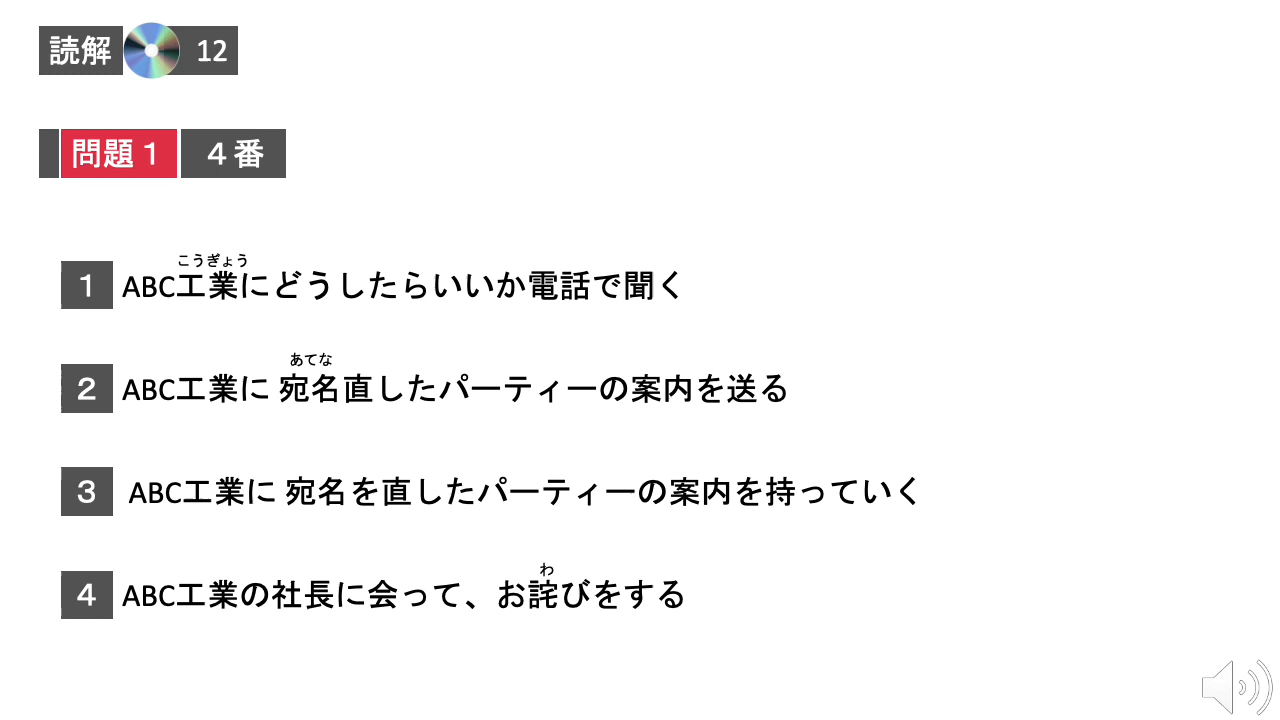 読解 12
問題１ ４番
こうぎょう
１ ABC工業にどうしたらいいか電話で聞く
あてな
２ ABC工業に 宛名直したパーティーの案内を送る
３ ABC工業に 宛名を直したパーティーの案内を持っていく
わ
４ ABC工業の社長に会って、お詫びをする